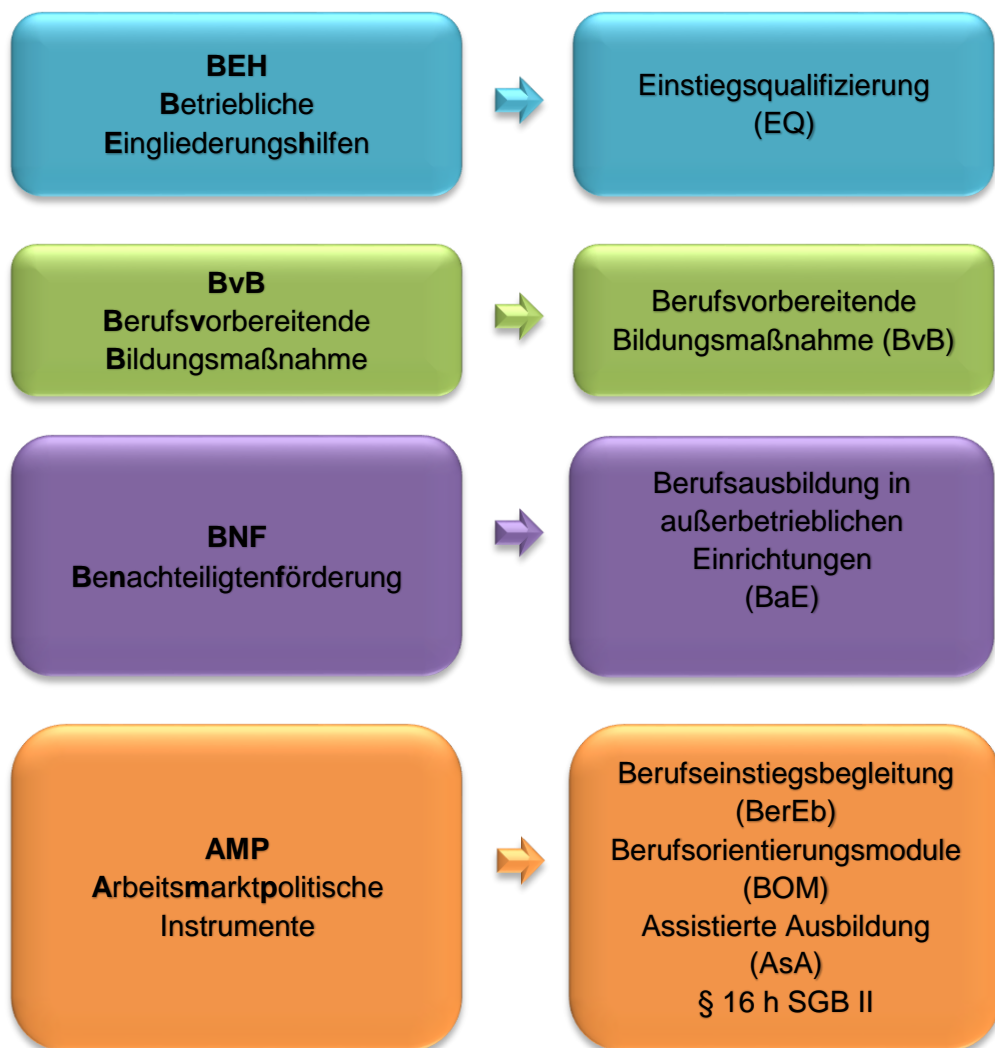 BEH
Betriebliche
Eingliederungshilfen
Einstiegsqualifizierung
(EQ)
BvB
Berufsvorbereitende
Bildungsmaßnahme
Berufsvorbereitende
Bildungsmaßnahme (BvB)
BNF
Benachteiligtenförderung
Berufsausbildung in
außerbetrieblichen
Einrichtungen
(BaE)
AMP
Arbeitsmarktpolitische
Instrumente
Berufseinstiegsbegleitung
(BerEb)
Berufsorientierungsmodule
(BOM)
Assistierte Ausbildung
(AsA)
§ 16 h SGB II